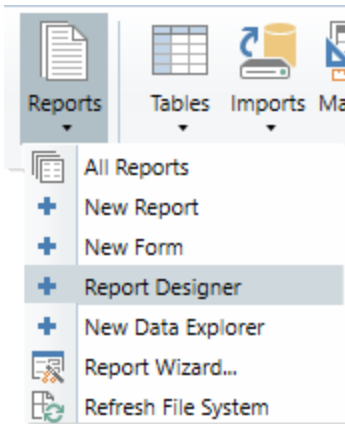 Reports Tables Imports Ma
All Reports
New Report
New Form
Report Designer
New Data Explorer
Report Wizard...
Refresh File System